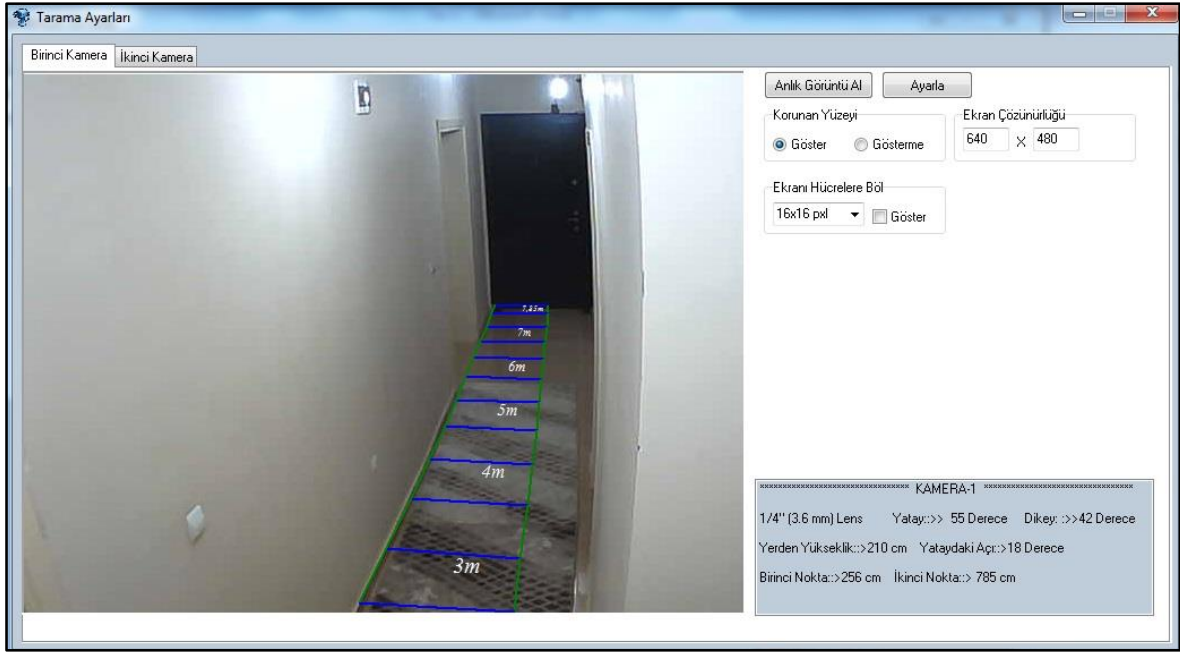 Tarama Ayarları
Birinci Kamera İkinci Kamera
Anlık Görüntü Al Ayarla
Korunan Yüzeyi Ekran Çözünürlüğü
Göster Gösterme 640 X 480
Ekranı Hücrelere Böl
16x16 pxl Göster
7,85m
7m
6m
5m
4m
3m
********************************* KAMERA-1 *********************************
1/4'' (3.6 mm) Lens Yatay::>> 55 Derece Dikey: :>>42 Derece
Yerden Yükseklik::>210 cm Yataydaki Açı::>18 Derece
Birinci Nokta::>256 cm İkinci Nokta::> 785 cm